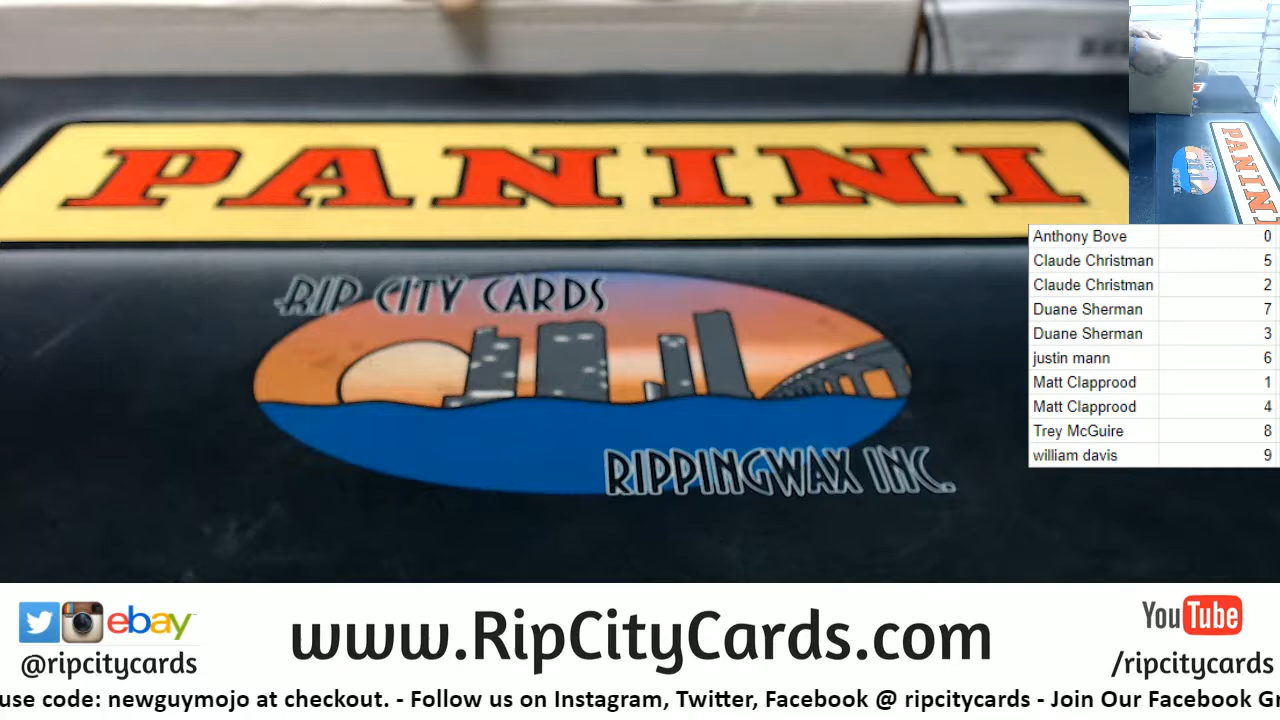 PANINI
RIP CITY CARDS
RIPPINGWAX INC.
PANINI
Anthony Bove 0
Claude Christman 5
Claude Christman 2
Duane Sherman 7
Duane Sherman 3
justin mann 6
Matt Clapprood 1
Matt Clapprood 4
Trey McGuire 8
william davis 9
ebay
@ripcitycards
www.RipCityCards.com
YouTube
/ripcitycards
use code: newguymojo at checkout. - Follow us on Instagram, Twitter, Facebook @ ripcitycards - Join Our Facebook Gr